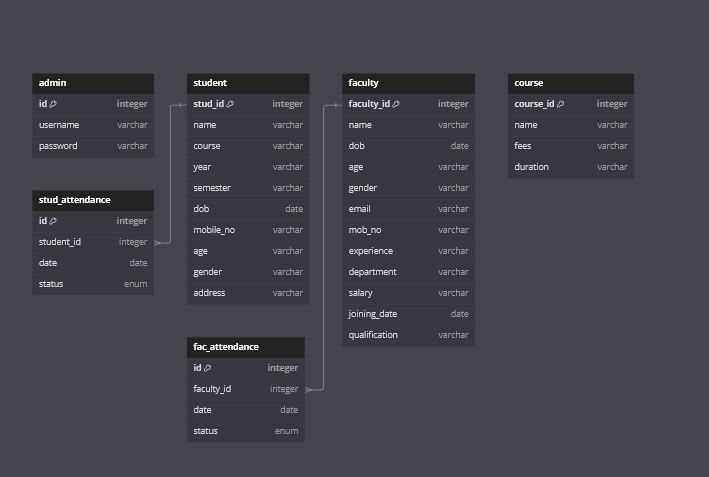 admin
id integer
username varchar
password varchar
student
stud_id integer
name varchar
course varchar
year varchar
semester varchar
dob date
mobile_no varchar
age varchar
gender varchar
address varchar
faculty
faculty_id integer
name varchar
dob date
age varchar
gender varchar
email varchar
mob_no varchar
experience varchar
department varchar
salary varchar
joining_date date
qualification varchar
course
course_id integer
name varchar
fees varchar
duration varchar
stud_attendance
id integer
student_id integer
date date
status enum
fac_attendance
id integer
faculty_id integer
date date
status enum